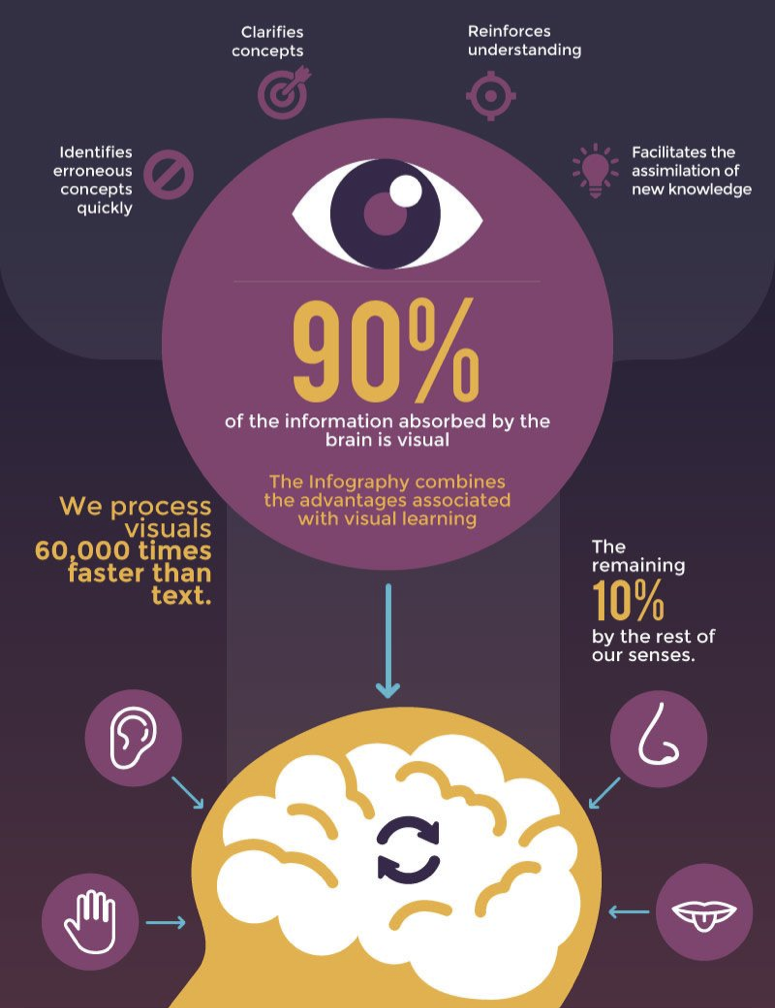 Clarifies
concepts
Reinforces
understanding
Identifies
erroneous
concepts
quickly
Facilitates the
assimilation of
new knowledge
90%
of the information absorbed by the
brain is visual
The Infography combines
the advantages associated
with visual learning
We process
visuals
60,000 times
faster than
text.
The
remaining
10%
by the rest of
our senses.